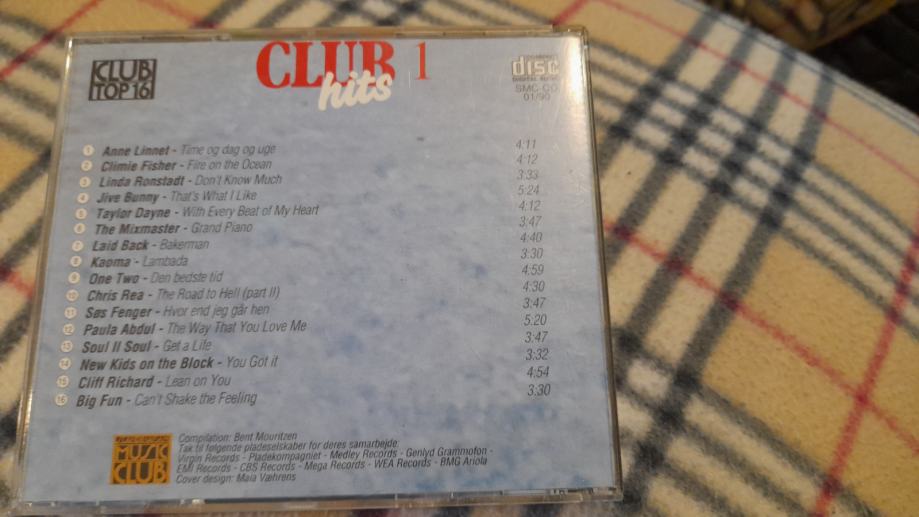 CLUB TOP 16
CLUB 1
hits
disc
DIGITAL AUDIO
SMC-CD
01/90
1 Anne Linnet - Time og dag og uge 4:11
2 Climie Fisher - Fire on the Ocean 4:12
3 Linda Ronstadt - Don't Know Much 3:33
4 Jive Bunny - That's What I Like 5:24
5 Taylor Dayne - With Every Beat of My Heart 4:12
6 The Mixmaster - Grand Piano 3:47
7 Laid Back - Bakerman 4:40
8 Kaoma - Lambada 3:30
9 One Two - Den bedste tid 4:59
10 Chris Rea - The Road to Hell (part II) 4:30
11 Søs Fenger - Hvor end jeg går hen 3:47
12 Paula Abdul - The Way That You Love Me 5:20
13 Soul II Soul - Get a Life 3:47
14 New Kids on the Block - You Got it 3:32
15 Cliff Richard - Lean on You 4:54
16 Big Fun - Can't Shake the Feeling 3:30
MUSIC
CLUB
Compilation: Bent Mouritzen
Tak til følgende pladeselskaber for deres samarbejde:
Virgin Records - Pladekompagniet - Medley Records - Genlyd Grammofon -
EMI Records - CBS Records - Mega Records - WEA Records - BMG Ariola
Cover design: Maia Wæhrens